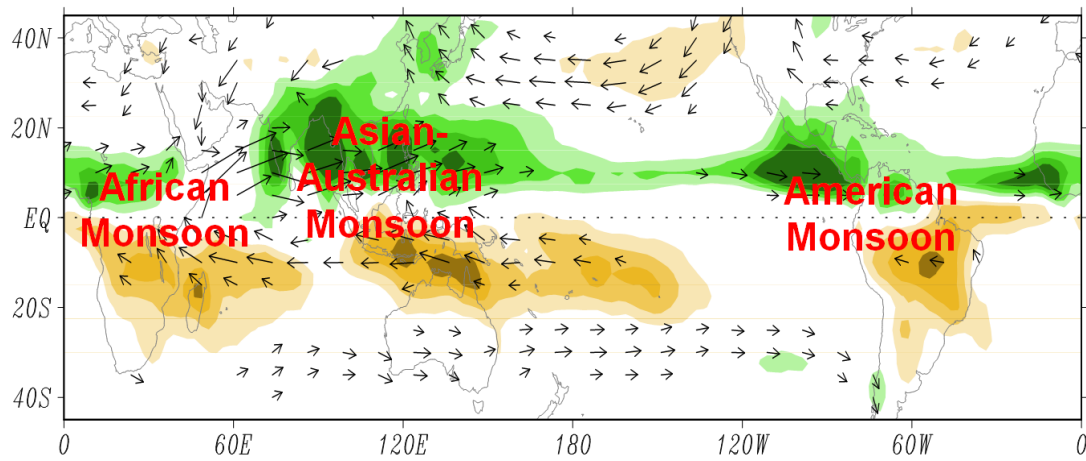 40N
20N
EQ
20S
40S
African
Monsoon
Asian-
Australian
Monsoon
American
Monsoon
0
60E
120E
180
120W
60W
0